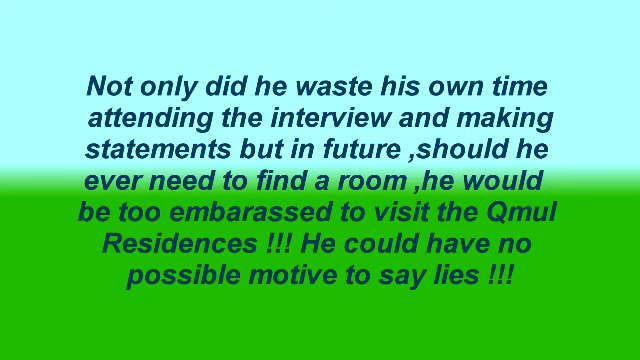 Not only did he waste his own time
attending the interview and making
statements but in future ,should he
ever need to find a room ,he would
be too embarassed to visit the Qmul
Residences !!! He could have no
possible motive to say lies !!!